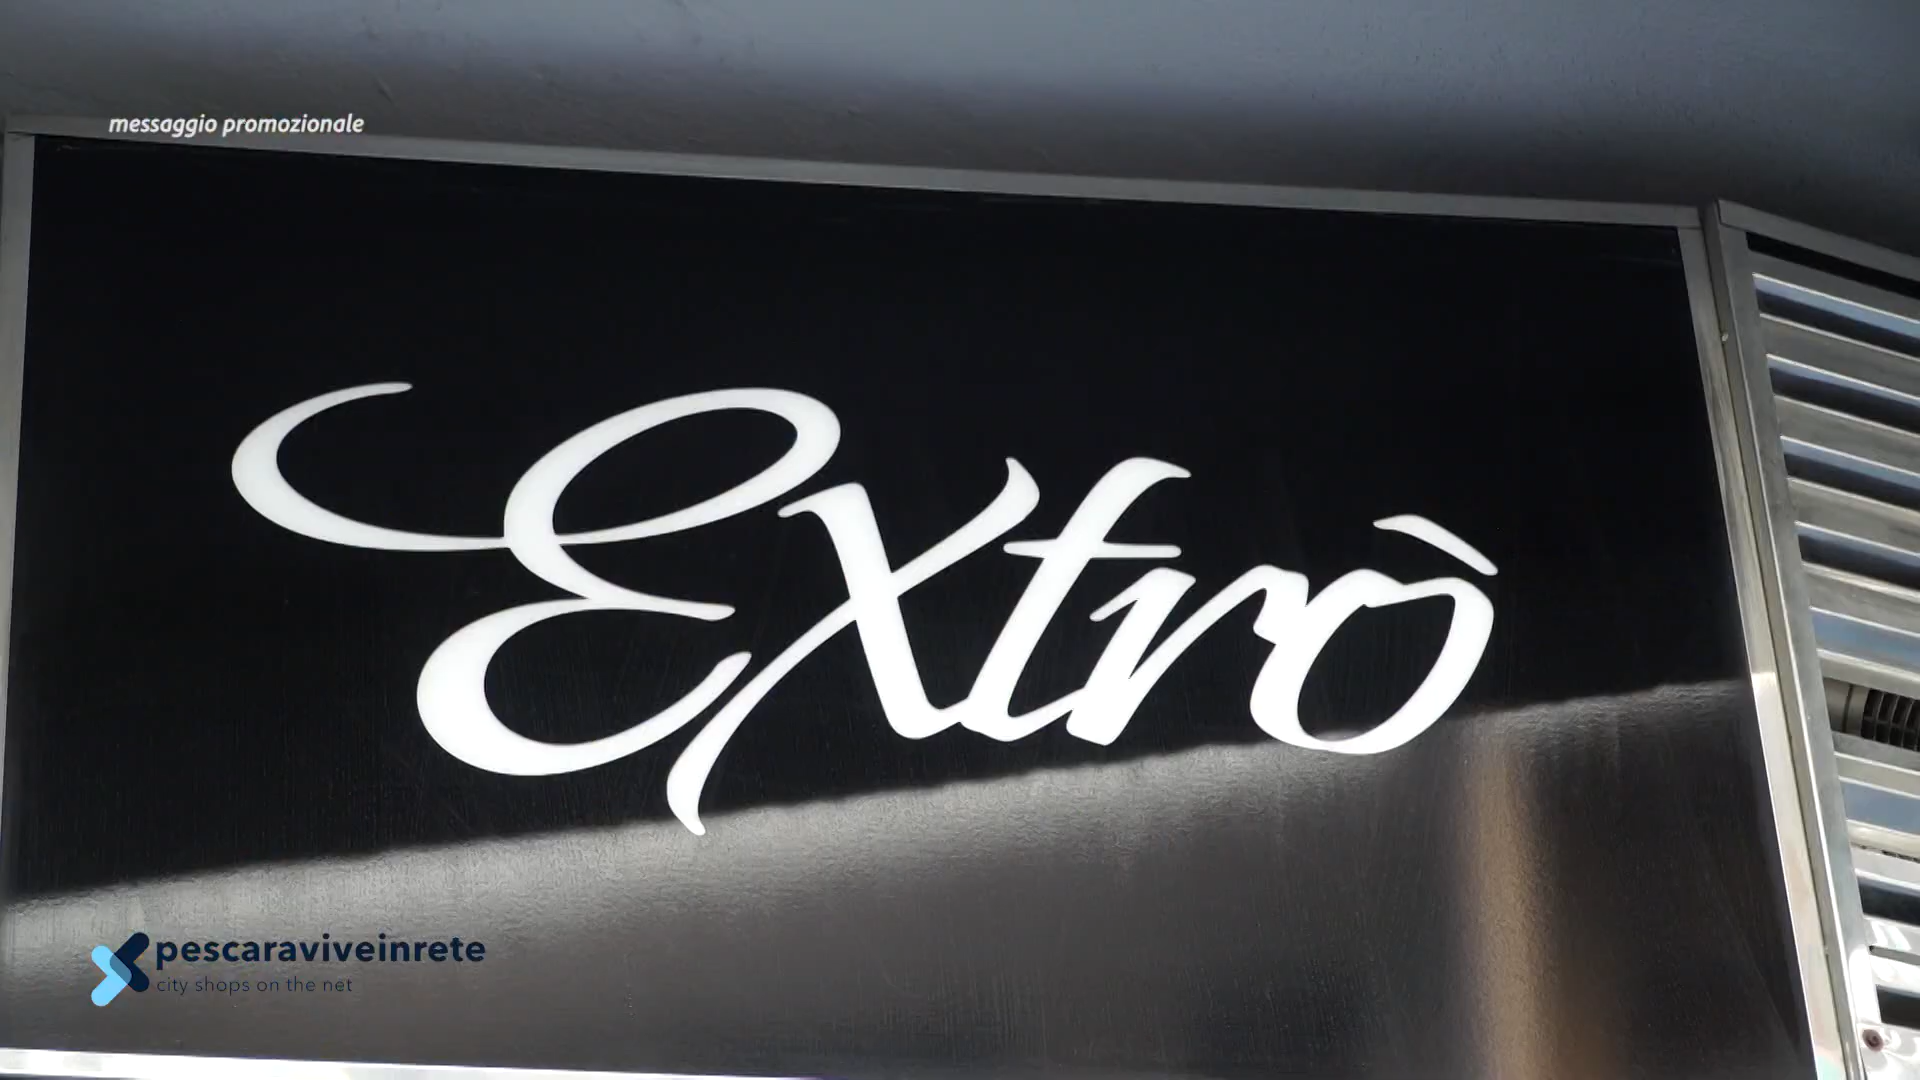 messaggio promozionale
Extrò
pescaraviveinrete
city shops on the net